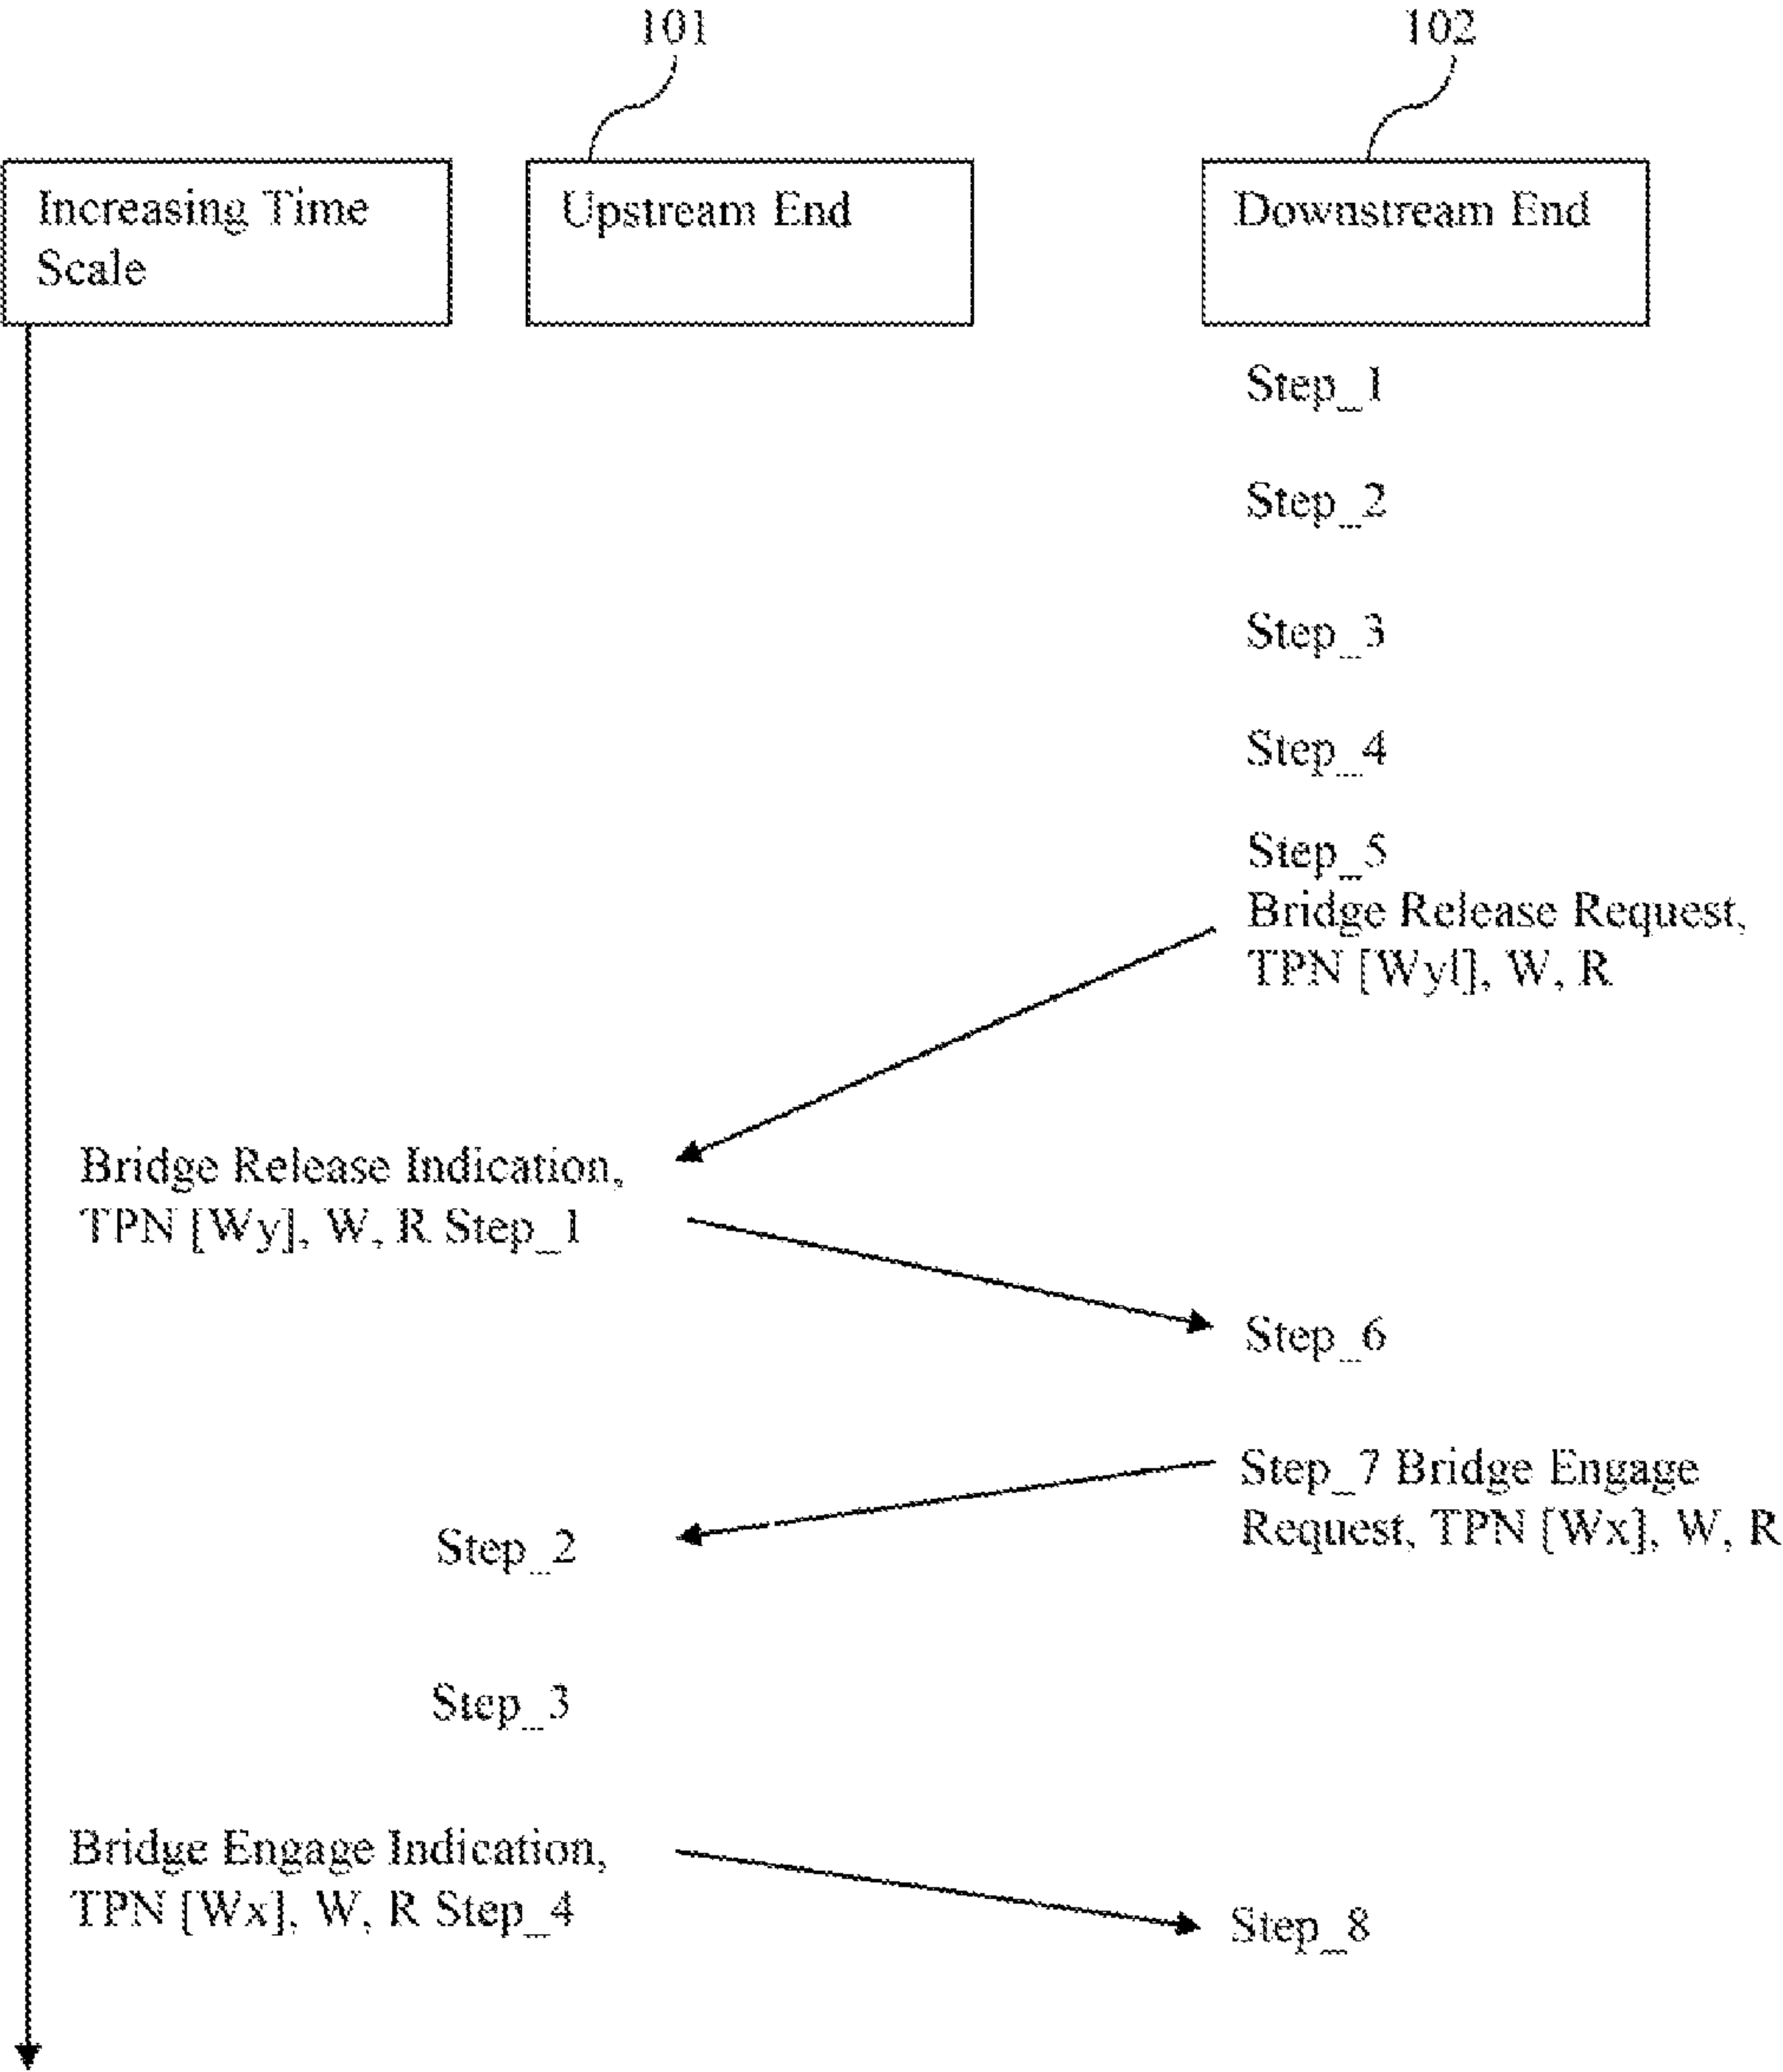 101
102
Increasing Time
Scale
Upstream End
Downstream End
Step_1
Step_2
Step_3
Step_4
Step_5
Bridge Release Request,
TPN [Wyl], W, R
Bridge Release Indication,
TPN [Wy], W, R Step_1
Step_6
Step_7 Bridge Engage
Request, TPN [Wx], W, R
Step_2
Step_3
Bridge Engage Indication,
TPN [Wx], W, R Step_4
Step_8